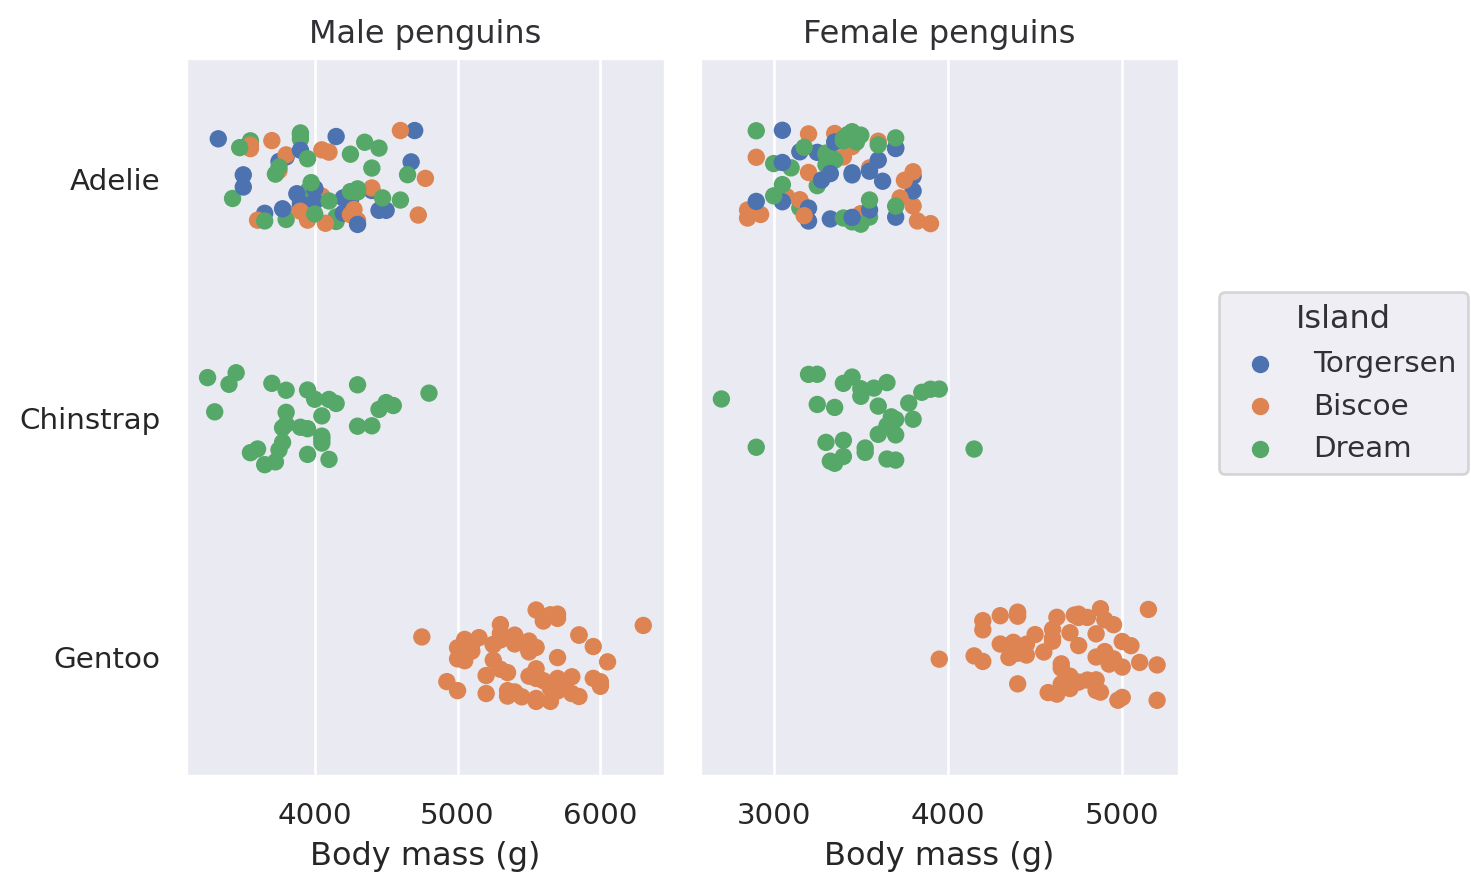 Male penguins
Female penguins
Adelie
Chinstrap
Gentoo
4000 5000 6000
Body mass (g)
3000 4000 5000
Body mass (g)
Island
Torgersen
Biscoe
Dream